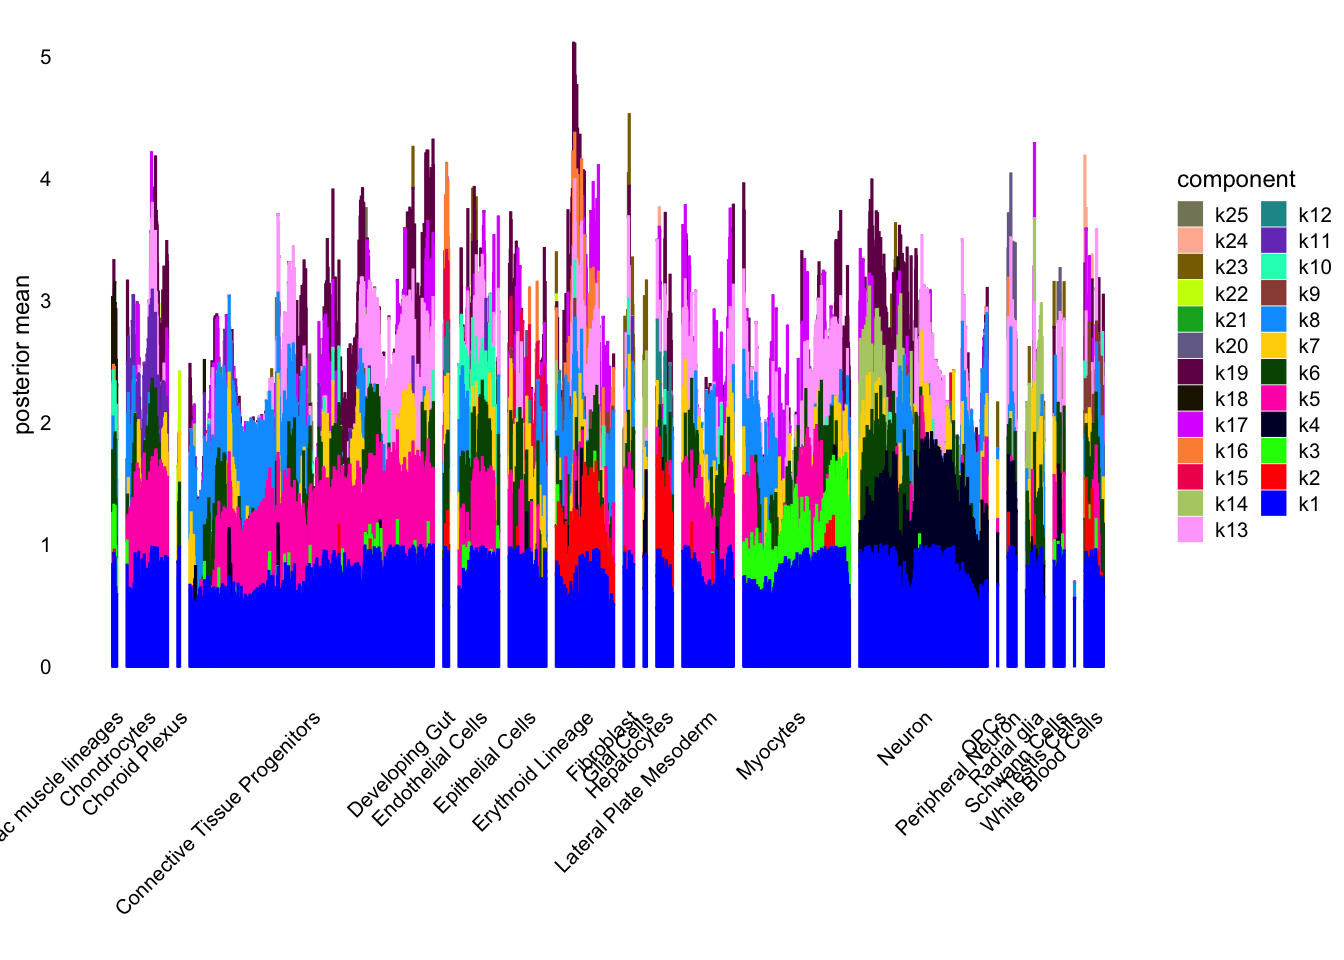 5
4
3
2
1
0
posterior mean
ac muscle lineages
Chondrocytes
Choroid Plexus
Connective Tissue Progenitors
Developing Gut
Endothelial Cells
Epithelial Cells
Erythroid Lineage
Fibroblast
Glial Cells
Hepatocytes
Lateral Plate Mesoderm
Myocytes
Neuron
OPCs
Peripheral Neuron
Radial glia
Schwann Cells
Testis Cells
White Blood Cells
component
k25
k24
k23
k22
k21
k20
k19
k18
k17
k16
k15
k14
k13
k12
k11
k10
k9
k8
k7
k6
k5
k4
k3
k2
k1